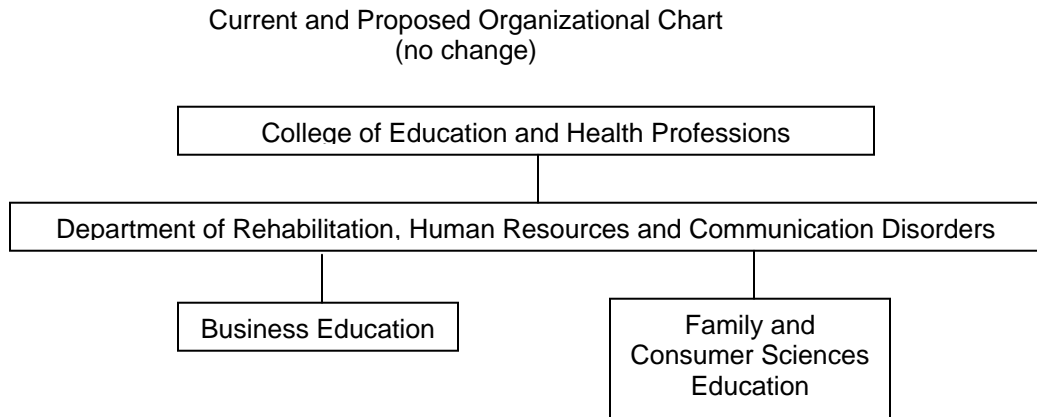 Current and Proposed Organizational Chart
(no change)
College of Education and Health Professions
Department of Rehabilitation, Human Resources and Communication Disorders
Business Education
Family and
Consumer Sciences
Education